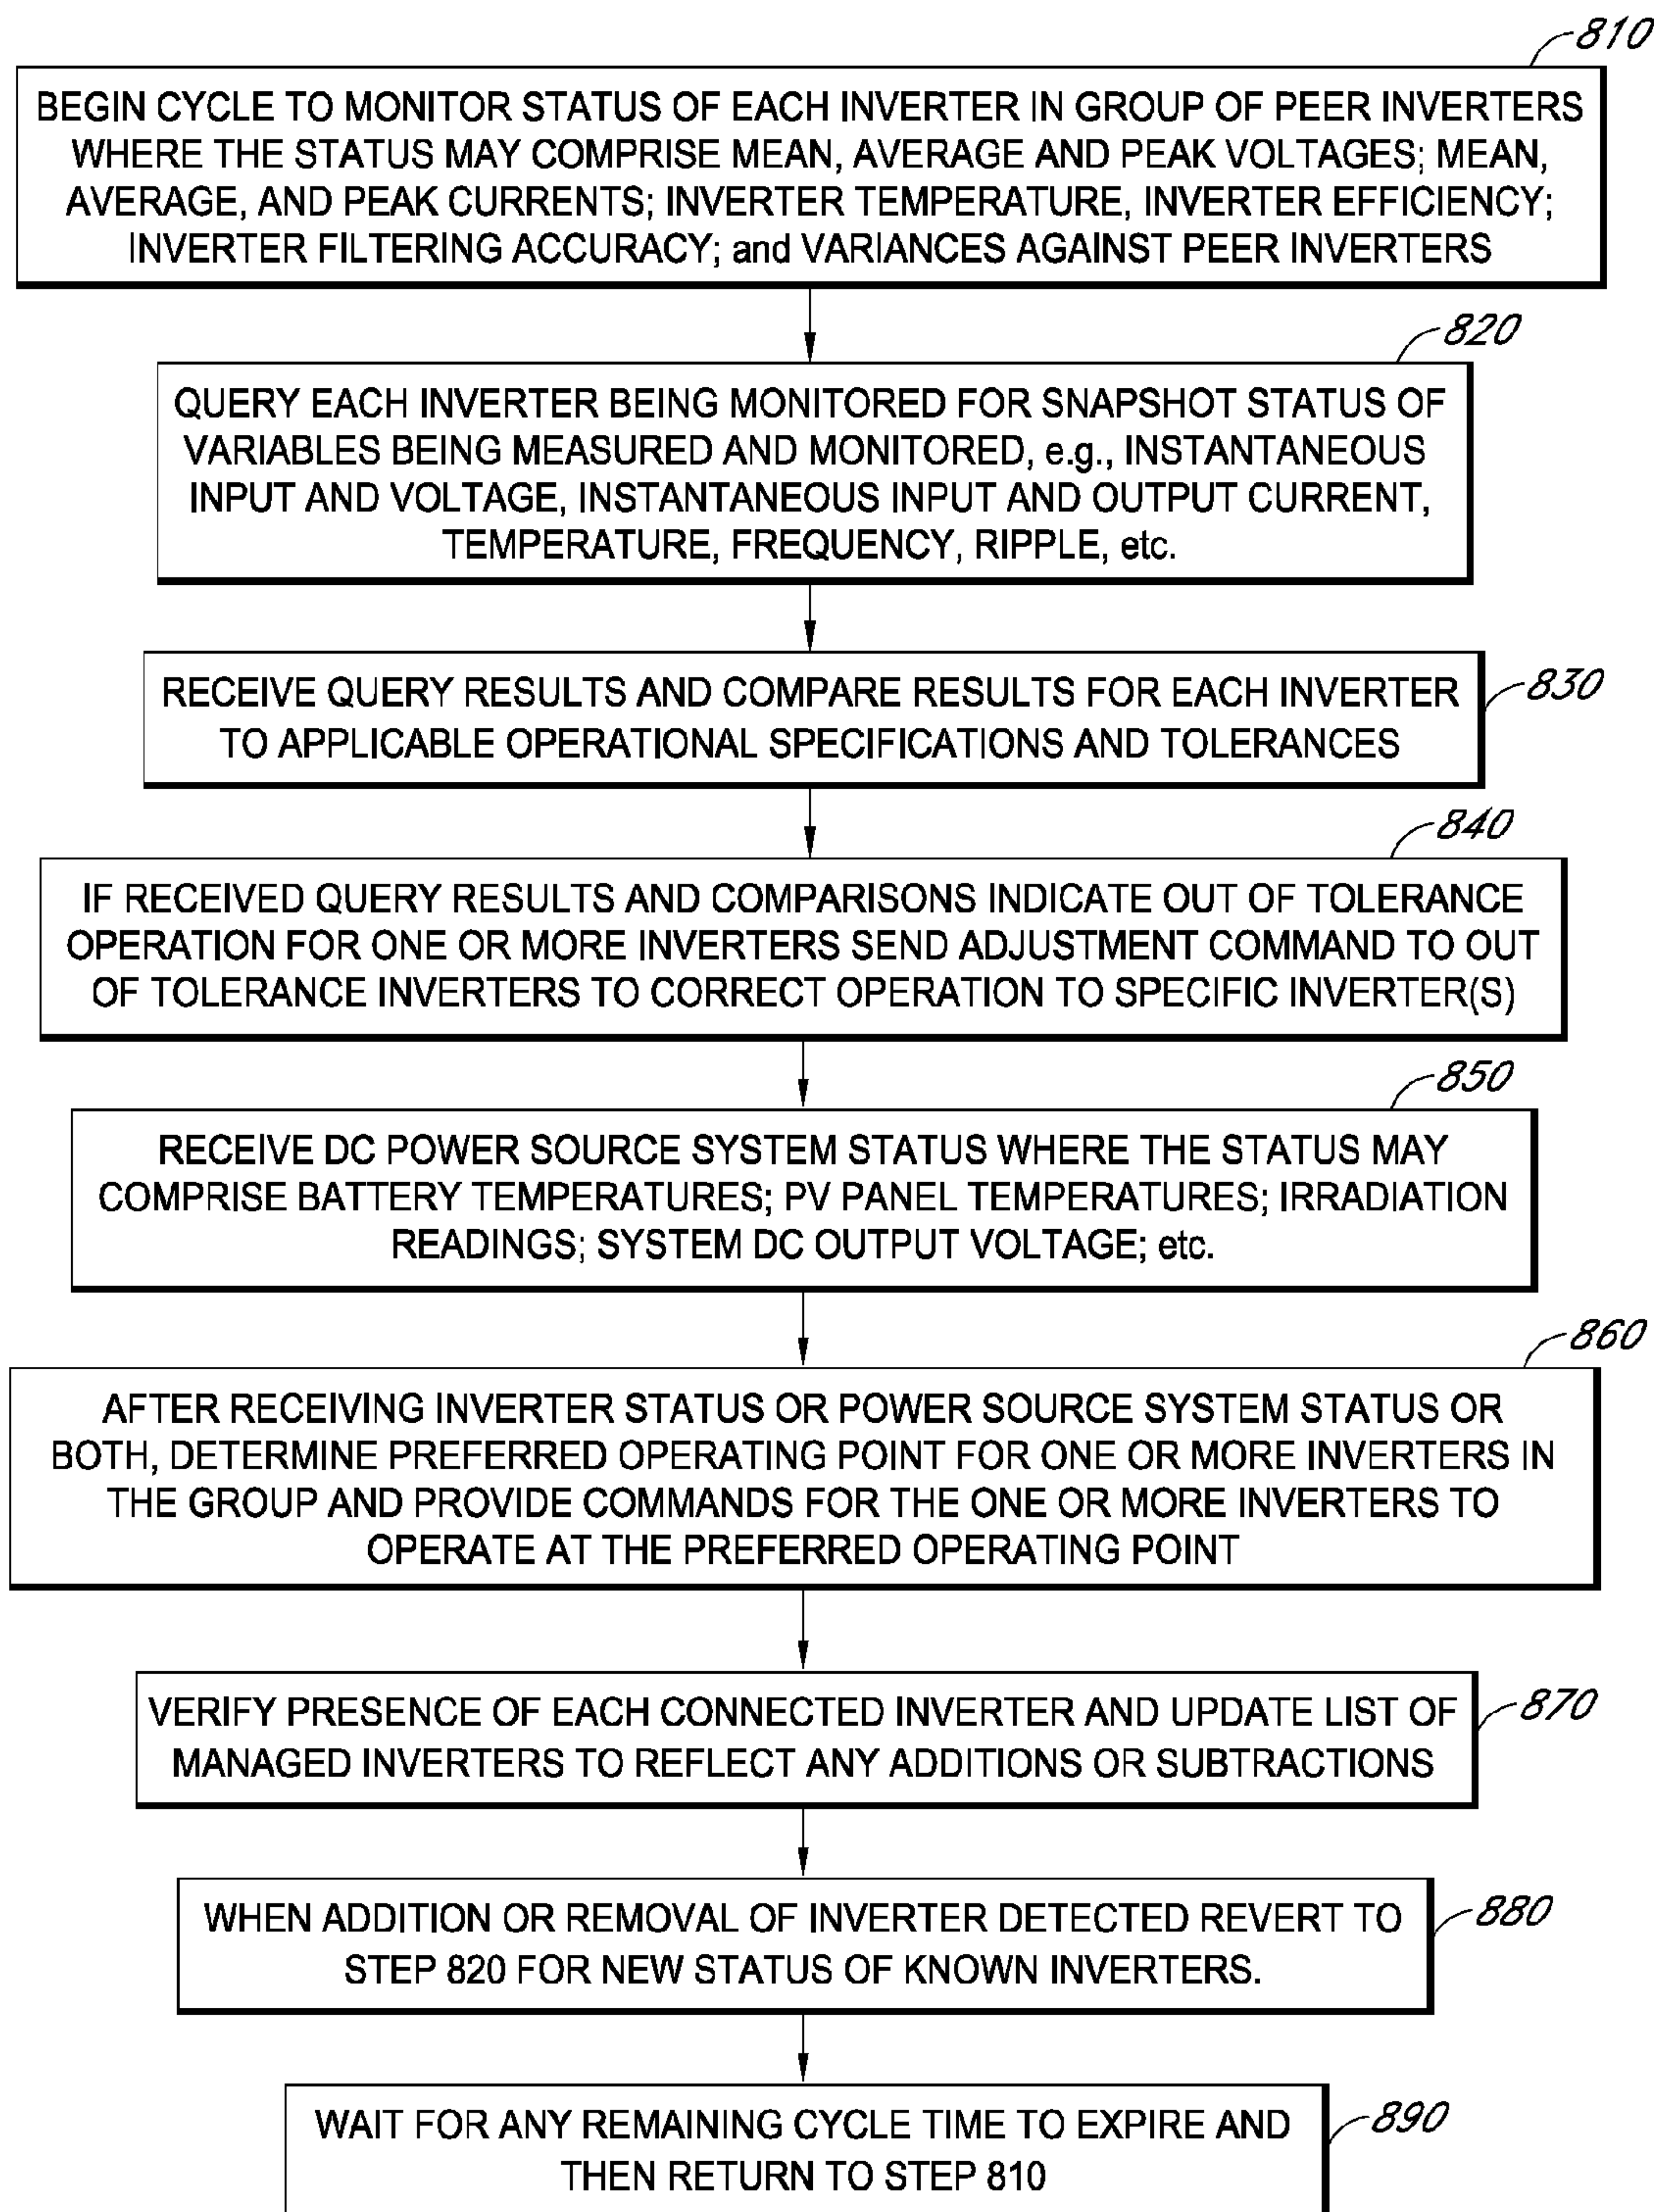 810
BEGIN CYCLE TO MONITOR STATUS OF EACH INVERTER IN GROUP OF PEER INVERTERS
WHERE THE STATUS MAY COMPRISE MEAN, AVERAGE AND PEAK VOLTAGES; MEAN,
AVERAGE, AND PEAK CURRENTS; INVERTER TEMPERATURE, INVERTER EFFICIENCY;
INVERTER FILTERING ACCURACY; and VARIANCES AGAINST PEER INVERTERS
820
QUERY EACH INVERTER BEING MONITORED FOR SNAPSHOT STATUS OF
VARIABLES BEING MEASURED AND MONITORED, e.g., INSTANTANEOUS
INPUT AND VOLTAGE, INSTANTANEOUS INPUT AND OUTPUT CURRENT,
TEMPERATURE, FREQUENCY, RIPPLE, etc.
830
RECEIVE QUERY RESULTS AND COMPARE RESULTS FOR EACH INVERTER
TO APPLICABLE OPERATIONAL SPECIFICATIONS AND TOLERANCES
840
IF RECEIVED QUERY RESULTS AND COMPARISONS INDICATE OUT OF TOLERANCE
OPERATION FOR ONE OR MORE INVERTERS SEND ADJUSTMENT COMMAND TO OUT
OF TOLERANCE INVERTERS TO CORRECT OPERATION TO SPECIFIC INVERTER(S)
850
RECEIVE DC POWER SOURCE SYSTEM STATUS WHERE THE STATUS MAY
COMPRISE BATTERY TEMPERATURES; PV PANEL TEMPERATURES; IRRADIATION
READINGS; SYSTEM DC OUTPUT VOLTAGE; etc.
860
AFTER RECEIVING INVERTER STATUS OR POWER SOURCE SYSTEM STATUS OR
BOTH, DETERMINE PREFERRED OPERATING POINT FOR ONE OR MORE INVERTERS IN
THE GROUP AND PROVIDE COMMANDS FOR THE ONE OR MORE INVERTERS TO
OPERATE AT THE PREFERRED OPERATING POINT
870
VERIFY PRESENCE OF EACH CONNECTED INVERTER AND UPDATE LIST OF
MANAGED INVERTERS TO REFLECT ANY ADDITIONS OR SUBTRACTIONS
880
WHEN ADDITION OR REMOVAL OF INVERTER DETECTED REVERT TO
STEP 820 FOR NEW STATUS OF KNOWN INVERTERS.
890
WAIT FOR ANY REMAINING CYCLE TIME TO EXPIRE AND
THEN RETURN TO STEP 810